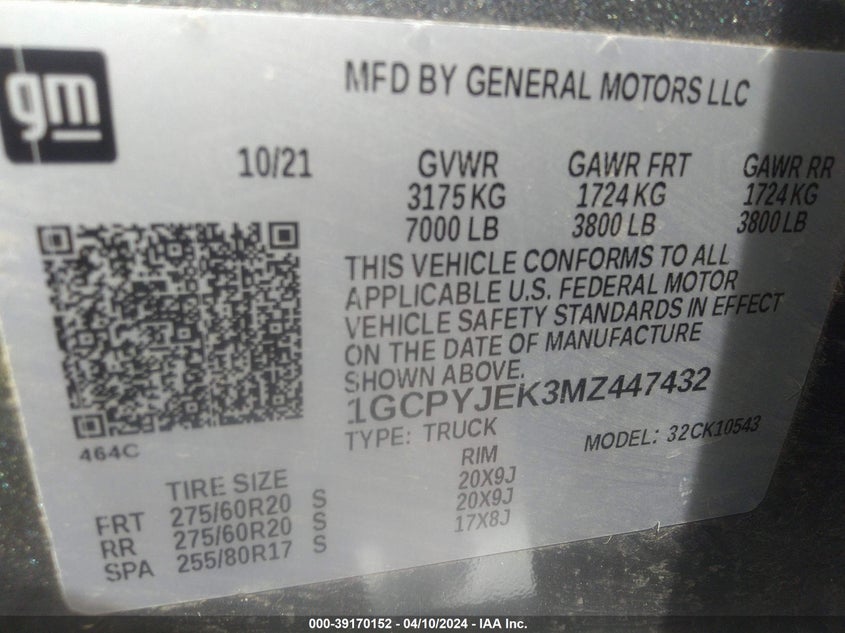 gm
MFD BY GENERAL MOTORS LLC
10/21 GVWR GAWR FRT GAWR RR
3175 KG 1724 KG 1724 KG
7000 LB 3800 LB 3800 LB
THIS VEHICLE CONFORMS TO ALL
APPLICABLE U.S. FEDERAL MOTOR
VEHICLE SAFETY STANDARDS IN EFFECT
ON THE DATE OF MANUFACTURE
SHOWN ABOVE.
1GCPYJEK3MZ447432
TYPE: TRUCK MODEL: 32CK10543
464C
TIRE SIZE RIM
FRT 275/60R20 S 20X9J
RR 275/60R20 S 20X9J
SPA 255/80R17 S 17X8J
000-39170152 - 04/10/2024 - IAA Inc.